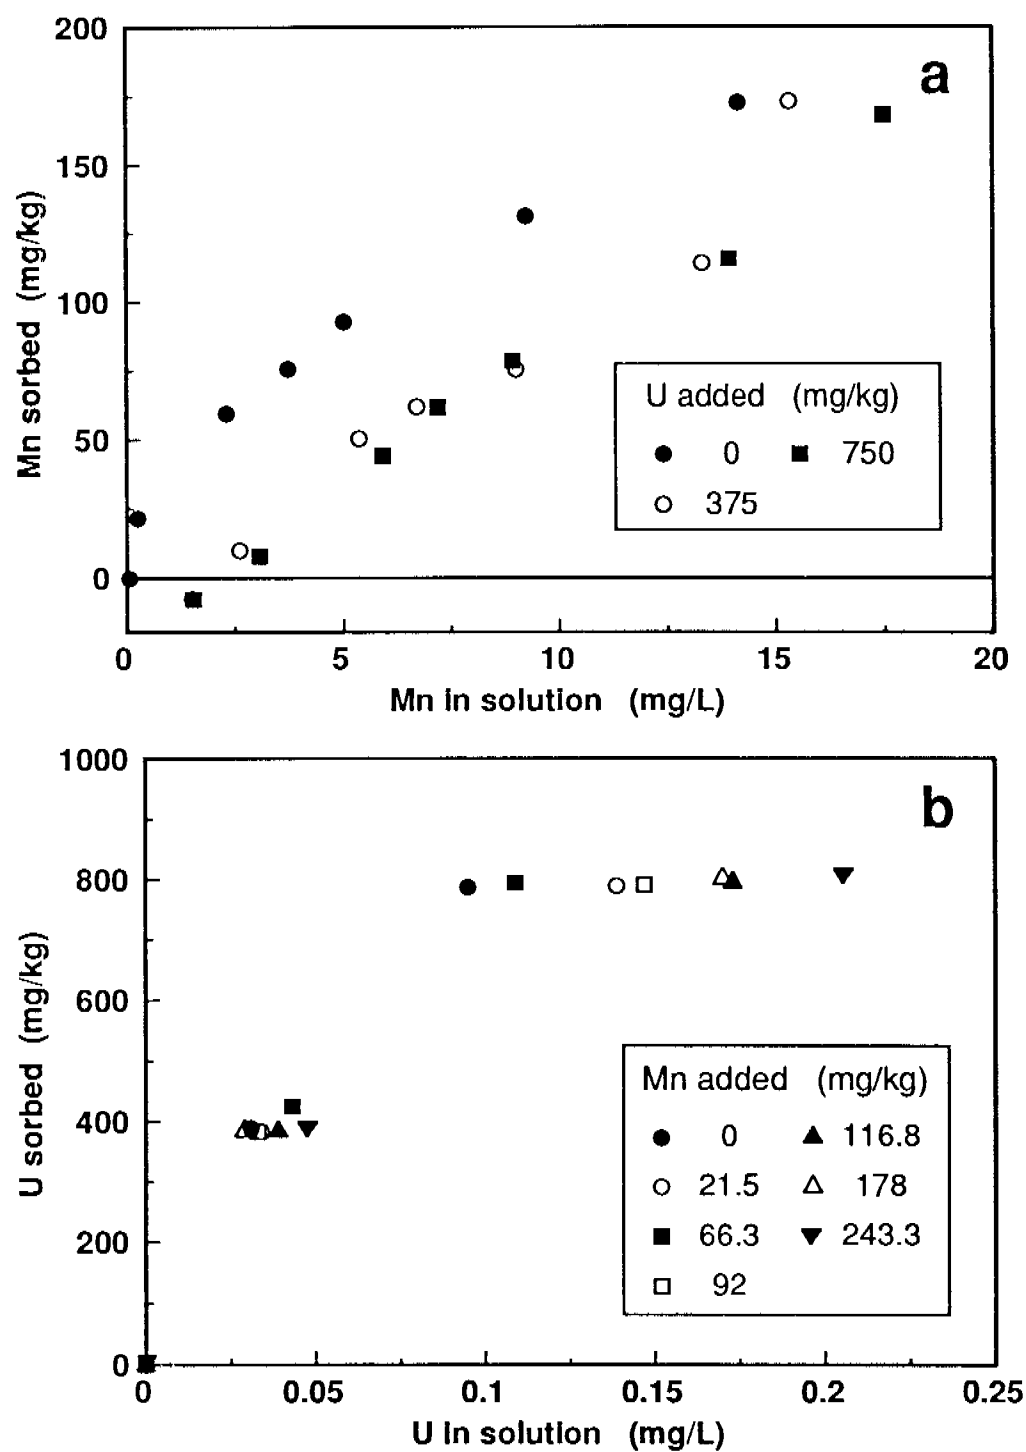 200
a
150
100
50
0
Mn sorbed (mg/kg)
U added (mg/kg)
0 750
375
0 5 10 15 20
Mn in solution (mg/L)
1000
b
800
600
400
200
0
U sorbed (mg/kg)
Mn added (mg/kg)
0 116.8
21.5 178
66.3 243.3
92
0 0.05 0.1 0.15 0.2 0.25
U in solution (mg/L)